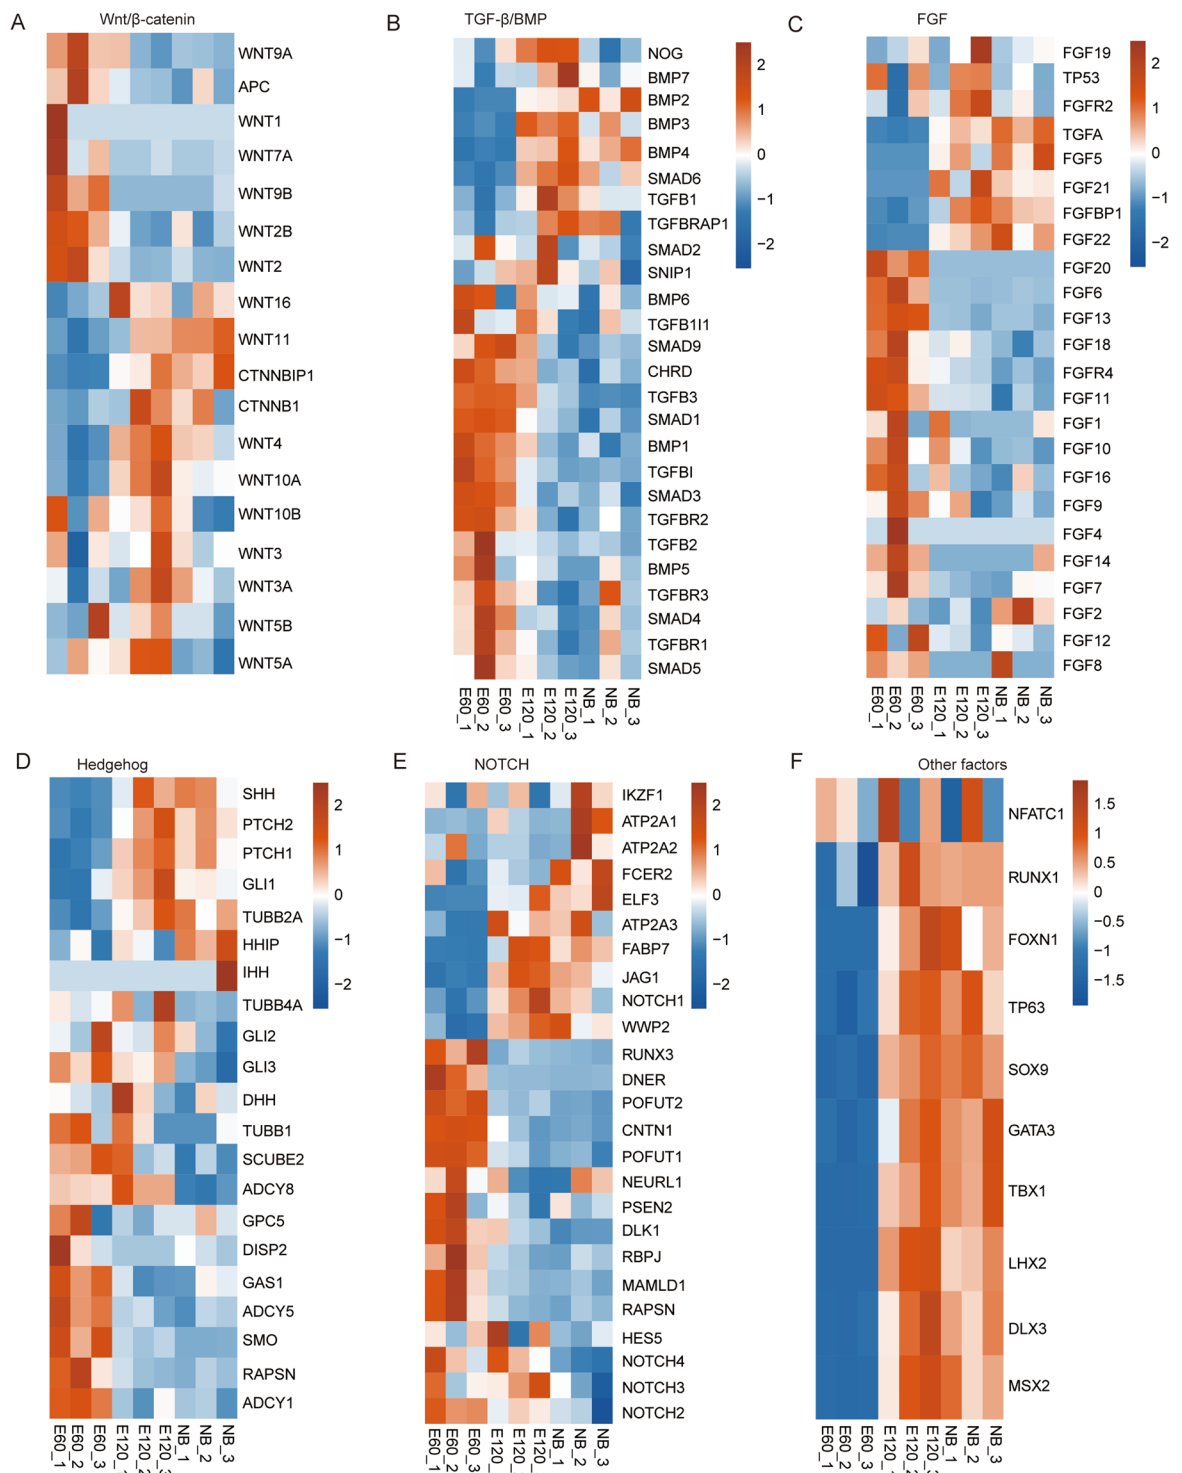 A
Wnt/β-catenin
WNT9A
APC
WNT1
WNT7A
WNT9B
WNT2B
WNT2
WNT16
WNT11
CTNNBIP1
CTNNB1
WNT4
WNT10A
WNT10B
WNT3
WNT3A
WNT5B
WNT5A
B
TGF-β/BMP
NOG
BMP7
BMP2
BMP3
BMP4
SMAD6
TGFB1
TGFBRAP1
SMAD2
SNIP1
BMP6
TGFB1I1
SMAD9
CHRD
TGFB3
SMAD1
BMP1
TGFBI
SMAD3
TGFBR2
TGFB2
BMP5
TGFBR3
SMAD4
TGFBR1
SMAD5
2
1
0
−1
−2
E60_1
E60_2
E60_3
E120_1
E120_2
E120_3
NB_1
NB_2
NB_3
C
FGF
FGF19
TP53
FGFR2
TGFA
FGF5
FGF21
FGFBP1
FGF22
FGF20
FGF6
FGF13
FGF18
FGFR4
FGF11
FGF1
FGF10
FGF16
FGF9
FGF4
FGF14
FGF7
FGF2
FGF12
FGF8
2
1
0
−1
−2
E60_1
E60_2
E60_3
E120_1
E120_2
E120_3
NB_1
NB_2
NB_3
D
Hedgehog
SHH
PTCH2
PTCH1
GLI1
TUBB2A
HHIP
IHH
TUBB4A
GLI2
GLI3
DHH
TUBB1
SCUBE2
ADCY8
GPC5
DISP2
GAS1
ADCY5
SMO
RAPSN
ADCY1
2
1
0
−1
−2
E60_1
E60_2
E60_3
E120_1
E120_2
E120_3
NB_1
NB_2
NB_3
E
NOTCH
IKZF1
ATP2A1
ATP2A2
FCER2
ELF3
ATP2A3
FABP7
JAG1
NOTCH1
WWP2
RUNX3
DNER
POFUT2
CNTN1
POFUT1
NEURL1
PSEN2
DLK1
RBPJ
MAMLD1
RAPSN
HES5
NOTCH4
NOTCH3
NOTCH2
2
1
0
−1
−2
E60_1
E60_2
E60_3
E120_1
E120_2
E120_3
NB_1
NB_2
NB_3
F
Other factors
NFATC1
RUNX1
FOXN1
TP63
SOX9
GATA3
TBX1
LHX2
DLX3
MSX2
1.5
1
0.5
0
−0.5
−1
−1.5
E60_1
E60_2
E60_3
E120_1
E120_2
E120_3
NB_1
NB_2
NB_3